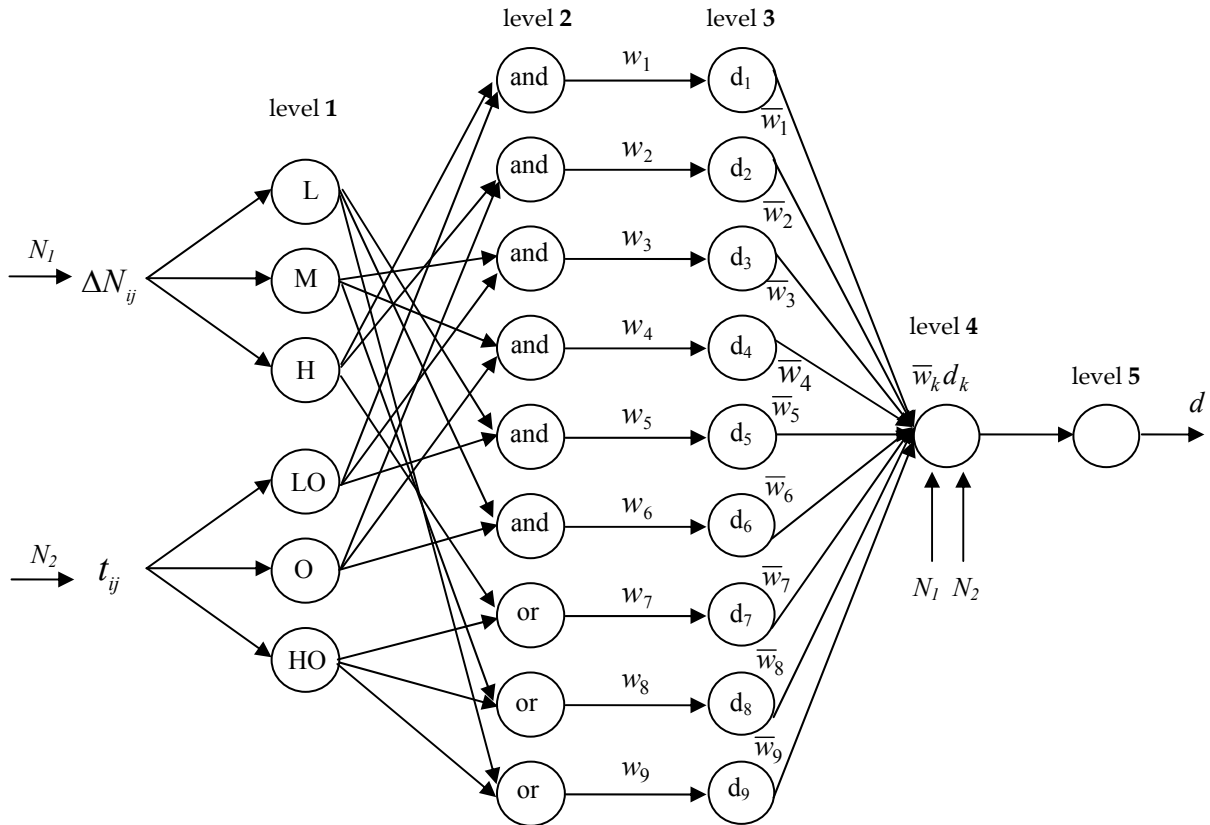 level 2
level 3
level 1
level 4
level 5
N₁
ΔNᵢⱼ
N₂
tᵢⱼ
L
M
H
LO
O
HO
and
and
and
and
and
and
or
or
or
w₁
w₂
w₃
w₄
w₅
w₆
w₇
w₈
w₉
d₁
d₂
d₃
d₄
d₅
d₆
d₇
d₈
d₉
w̅₁
w̅₂
w̅₃
w̅₄
w̅₅
w̅₆
w̅₇
w̅₈
w̅₉
w̅ₖdₖ
N₁ N₂
d